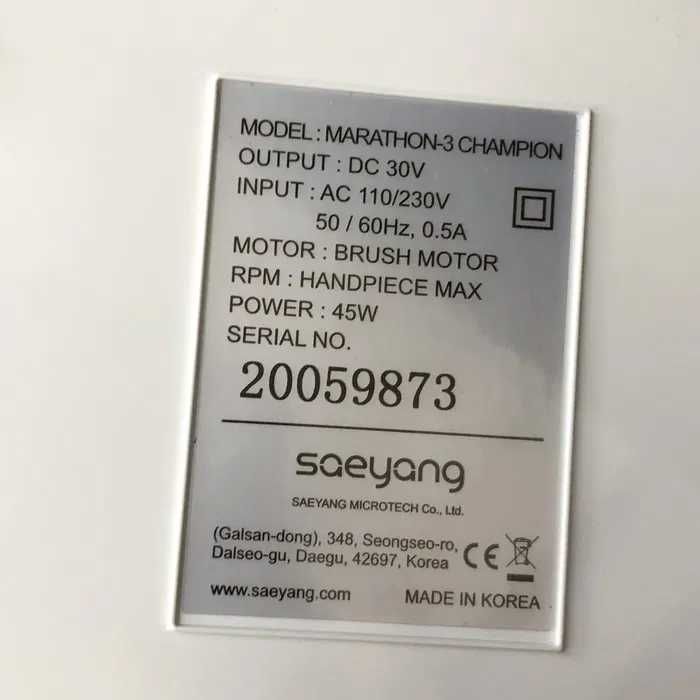 MODEL : MARATHON-3 CHAMPION
OUTPUT : DC 30V
INPUT : AC 110/230V
50 / 60Hz, 0.5A
MOTOR : BRUSH MOTOR
RPM : HANDPIECE MAX
POWER : 45W
SERIAL NO.
20059873
saeyang
SAEYANG MICROTECH Co., Ltd.
(Galsan-dong), 348, Seongseo-ro,
Dalseo-gu, Daegu, 42697, Korea
CE
www.saeyang.com
MADE IN KOREA